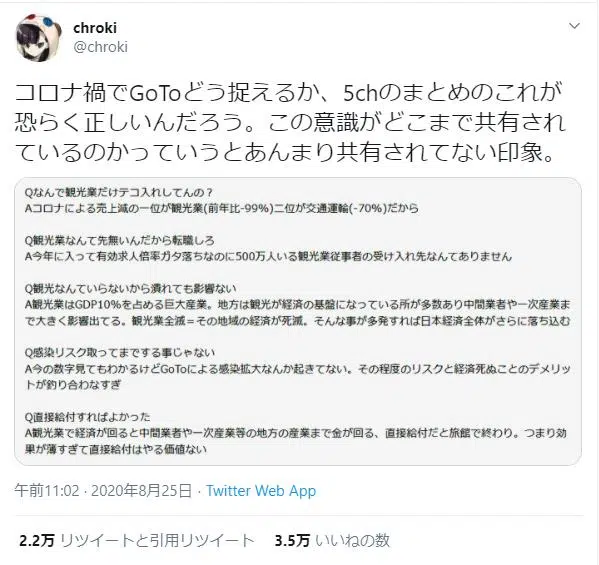 chroki
@chroki
コロナ禍でGoToどう捉えるか、5chのまとめのこれが
恐らく正しいんだろう。この意識がどこまで共有され
ているのかっていうとあんまり共有されてない印象。
Qなんで観光業だけテコ入れしてんの？
Aコロナによる売上減の一位が観光業(前年比-99%)二位が交通運輸(-70%)だから
Q観光業なんて先無いんだから転職しろ
A今年に入って有効求人倍率ガタ落ちなのに500万人いる観光業従事者の受け入れ先なんてありません
Q観光なんていらないから潰れても影響ない
A観光業はGDP10%を占める巨大産業。地方は観光が経済の基盤になっている所が多数あり中間業者や一次産業ま
で大きく影響出てる。観光業全滅＝その地域の経済が死滅。そんな事が多発すれば日本経済全体がさらに落ち込む
Q感染リスク取ってまでする事じゃない
A今の数字見てもわかるけどGoToによる感染拡大なんか起きてない。その程度のリスクと経済死ぬことのデメリッ
トが釣り合わなすぎ
Q直接給付すればよかった
A観光業で経済が回ると中間業者や一次産業等の地方の産業まで金が回る、直接給付だと旅館で終わり。つまり効
果が薄すぎて直接給付はやる価値ない
午前11:02 · 2020年8月25日 · Twitter Web App
2.2万 リツイートと引用リツイート 3.5万 いいねの数